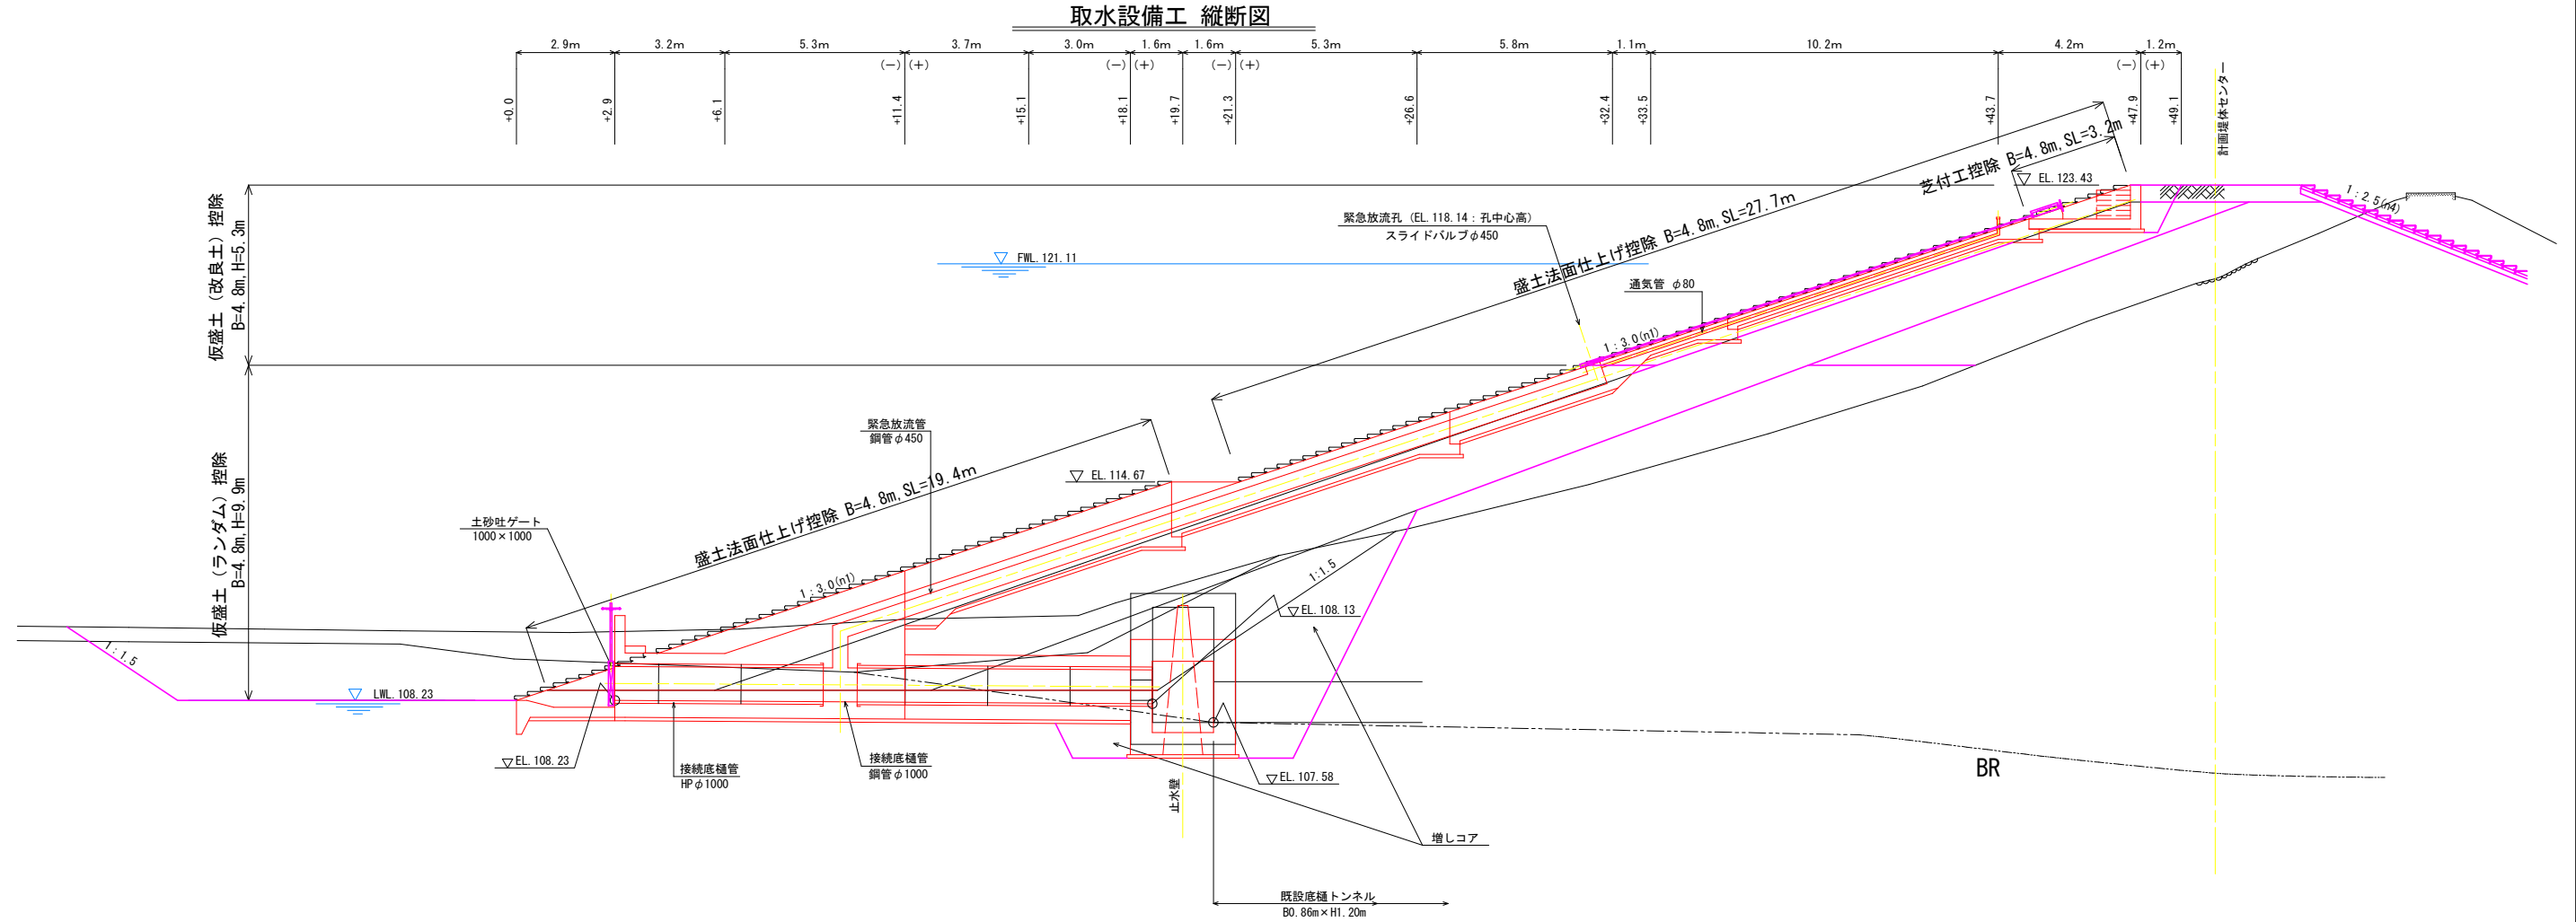 取水設備工 縦断図
2.9m
3.2m
5.3m
3.7m
3.0m
1.6m
1.6m
5.3m
5.8m
1.1m
10.2m
4.2m
1.2m
(−)(+)
(−)(+)
(−)(+)
(−)(+)
+0.0
+2.9
+6.1
+11.4
+15.1
+18.1
+19.7
+21.3
+26.6
+32.4
+33.5
+43.7
+47.9
+49.1
計画堤体センター
仮盛土（改良土）控除
B=4.8m,H=5.3m
仮盛土（ランダム）控除
B=4.8m,H=9.9m
芝付工控除 B=4.8m,SL=3.2m
EL.123.43
1:2.5(n4)
緊急放流孔（EL.118.14：孔中心高）
スライドバルブφ450
盛土法面仕上げ控除 B=4.8m,SL=27.7m
FWL.121.11
通気管 φ80
1:3.0(n1)
緊急放流管
鋼管φ450
EL.114.67
盛土法面仕上げ控除 B=4.8m,SL=19.4m
土砂吐ゲート
1000×1000
1:3.0(n1)
1:1.5
EL.108.13
1:1.5
LWL.108.23
EL.108.23
接続底樋管
HPφ1000
接続底樋管
鋼管φ1000
止水壁
EL.107.58
BR
増しコア
既設底樋トンネル
B0.86m×H1.20m